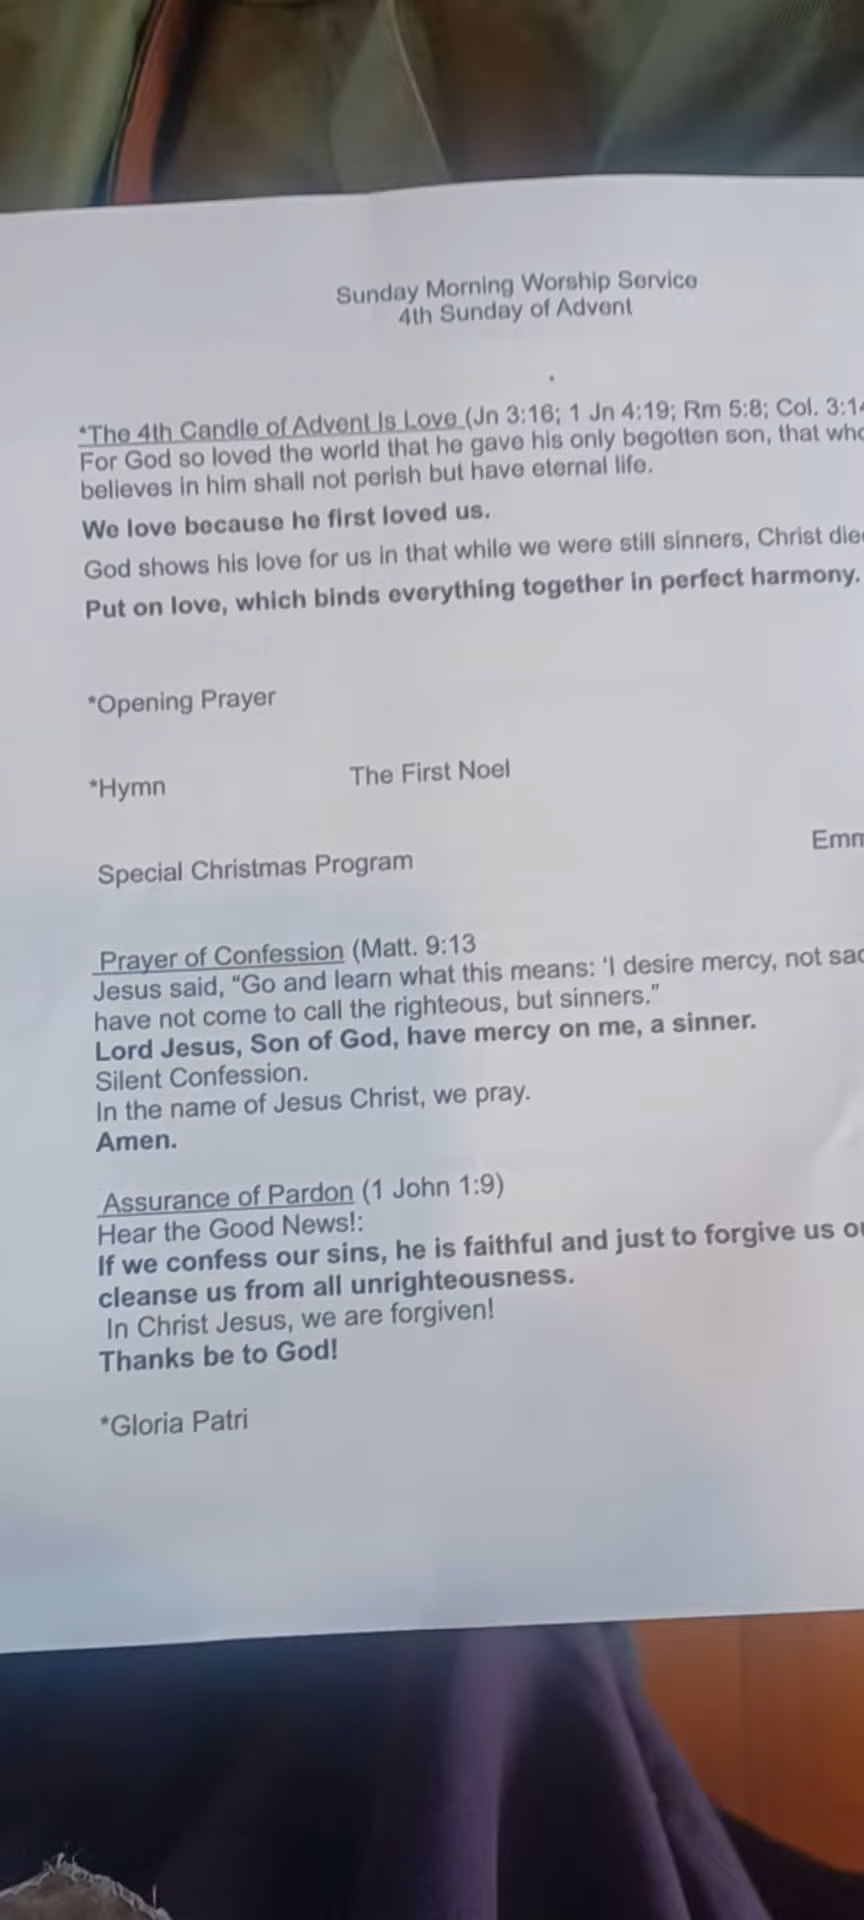 Sunday Morning Worship Service
4th Sunday of Advent
*The 4th Candle of Advent Is Love (Jn 3:16; 1 Jn 4:19; Rm 5:8; Col. 3:14
For God so loved the world that he gave his only begotten son, that who
believes in him shall not perish but have eternal life.
We love because he first loved us.
God shows his love for us in that while we were still sinners, Christ died
Put on love, which binds everything together in perfect harmony.
*Opening Prayer
*Hymn The First Noel
Special Christmas Program Emm
Prayer of Confession (Matt. 9:13
Jesus said, “Go and learn what this means: ‘I desire mercy, not sac
have not come to call the righteous, but sinners.”
Lord Jesus, Son of God, have mercy on me, a sinner.
Silent Confession.
In the name of Jesus Christ, we pray.
Amen.
Assurance of Pardon (1 John 1:9)
Hear the Good News!:
If we confess our sins, he is faithful and just to forgive us ou
cleanse us from all unrighteousness.
In Christ Jesus, we are forgiven!
Thanks be to God!
*Gloria Patri